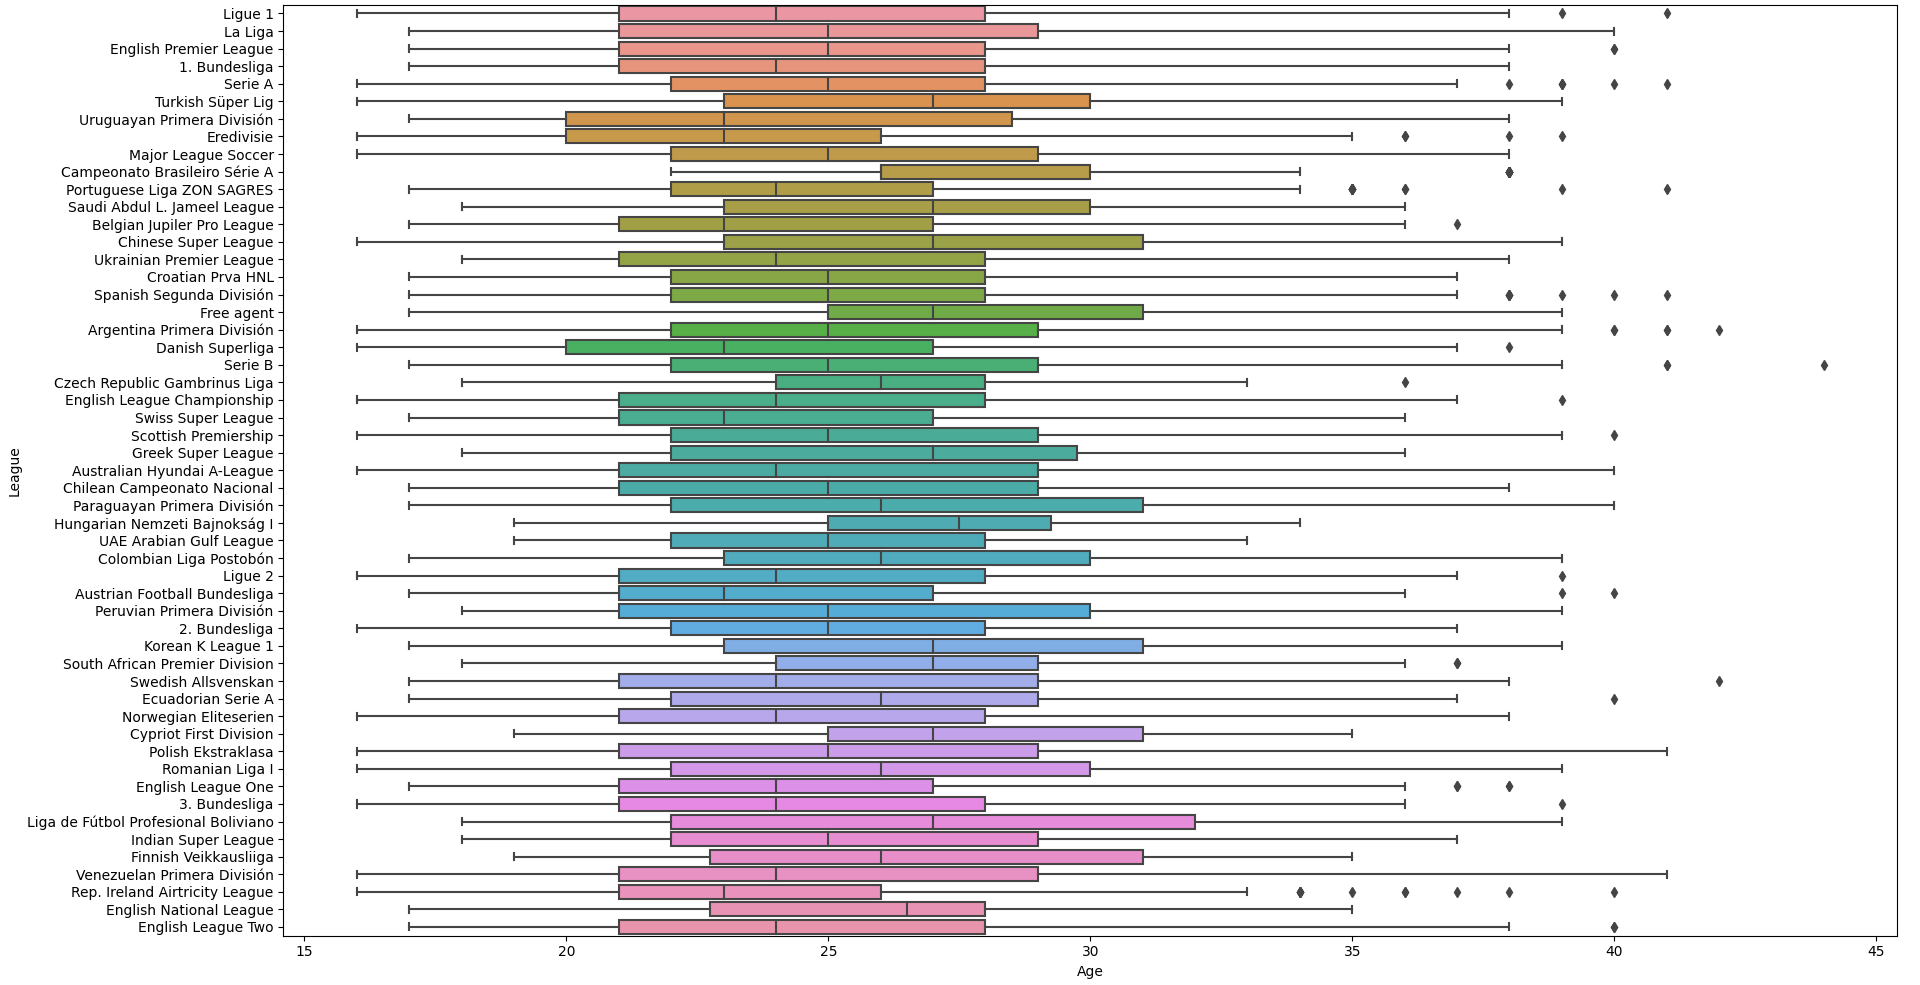 Ligue 1
La Liga
English Premier League
1. Bundesliga
Serie A
Turkish Süper Lig
Uruguayan Primera División
Eredivisie
Major League Soccer
Campeonato Brasileiro Série A
Portuguese Liga ZON SAGRES
Saudi Abdul L. Jameel League
Belgian Jupiler Pro League
Chinese Super League
Ukrainian Premier League
Croatian Prva HNL
Spanish Segunda División
Free agent
Argentina Primera División
Danish Superliga
Serie B
Czech Republic Gambrinus Liga
English League Championship
Swiss Super League
Scottish Premiership
Greek Super League
Australian Hyundai A-League
Chilean Campeonato Nacional
Paraguayan Primera División
Hungarian Nemzeti Bajnokság I
UAE Arabian Gulf League
Colombian Liga Postobón
Ligue 2
Austrian Football Bundesliga
Peruvian Primera División
2. Bundesliga
Korean K League 1
South African Premier Division
Swedish Allsvenskan
Ecuadorian Serie A
Norwegian Eliteserien
Cypriot First Division
Polish Ekstraklasa
Romanian Liga I
English League One
3. Bundesliga
Liga de Fútbol Profesional Boliviano
Indian Super League
Finnish Veikkausliiga
Venezuelan Primera División
Rep. Ireland Airtricity League
English National League
English League Two
League
15 20 25 30 35 40 45
Age